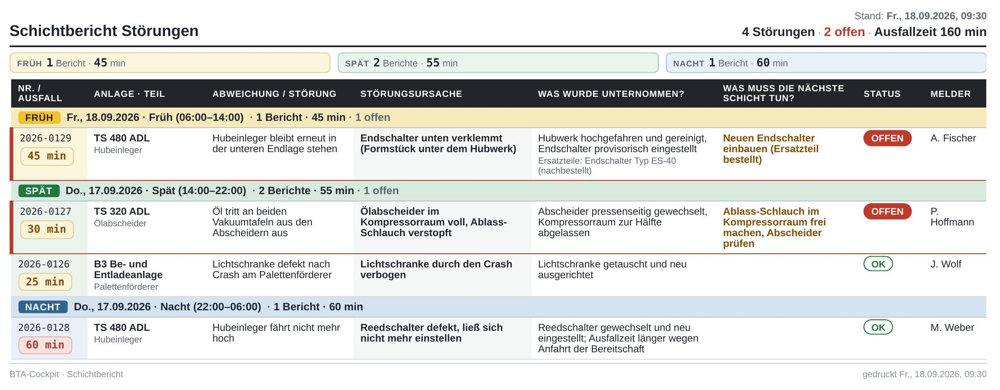 Stand: Fr., 18.09.2026, 09:30
Schichtbericht Störungen
4 Störungen · 2 offen · Ausfallzeit 160 min
FRÜH 1 Bericht · 45 min
SPÄT 2 Berichte · 55 min
NACHT 1 Bericht · 60 min
NR. /
AUSFALL
ANLAGE · TEIL
ABWEICHUNG / STÖRUNG
STÖRUNGSURSACHE
WAS WURDE UNTERNOMMEN?
WAS MUSS DIE NÄCHSTE
SCHICHT TUN?
STATUS
MELDER
FRÜH Fr., 18.09.2026 · Früh (06:00–14:00) · 1 Bericht · 45 min · 1 offen
2026-0129
45 min
TS 480 ADL
Hubeinleger
Hubeinleger bleibt erneut in
der unteren Endlage stehen
Endschalter unten verklemmt
(Formstück unter dem Hubwerk)
Hubwerk hochgefahren und gereinigt,
Endschalter provisorisch eingestellt
Ersatzteile: Endschalter Typ ES-40
(nachbestellt)
Neuen Endschalter
einbauen (Ersatzteil
bestellt)
OFFEN
A. Fischer
SPÄT Do., 17.09.2026 · Spät (14:00–22:00) · 2 Berichte · 55 min · 1 offen
2026-0127
30 min
TS 320 ADL
Ölabscheider
Öl tritt an beiden
Vakuumtafeln aus den
Abscheidern aus
Ölabscheider im
Kompressorraum voll, Ablass-
Schlauch verstopft
Abscheider pressenseitig gewechselt,
Kompressorraum zur Hälfte
abgelassen
Ablass-Schlauch im
Kompressorraum frei
machen, Abscheider
prüfen
OFFEN
P.
Hoffmann
2026-0126
25 min
B3 Be- und
Entladeanlage
Palettenförderer
Lichtschranke defekt nach
Crash am Palettenförderer
Lichtschranke durch den Crash
verbogen
Lichtschranke getauscht und neu
ausgerichtet
OK
J. Wolf
NACHT Do., 17.09.2026 · Nacht (22:00–06:00) · 1 Bericht · 60 min
2026-0128
60 min
TS 480 ADL
Hubeinleger
Hubeinleger fährt nicht mehr
hoch
Reedschalter defekt, ließ sich
nicht mehr einstellen
Reedschalter gewechselt und neu
eingestellt; Ausfallzeit länger wegen
Anfahrt der Bereitschaft
OK
M. Weber
BTA-Cockpit · Schichtbericht
gedruckt Fr., 18.09.2026, 09:30